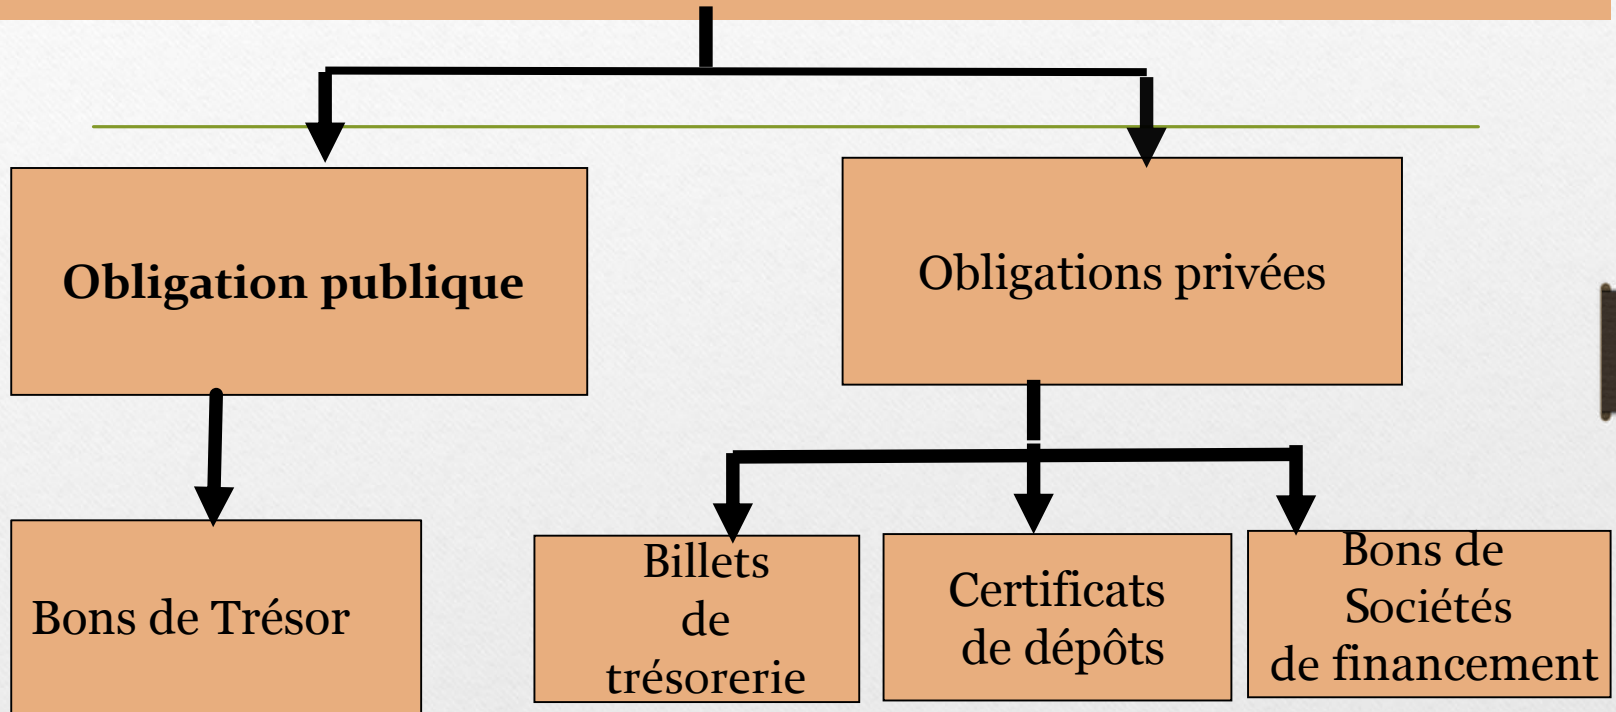 Obligation publique
Obligations privées
Bons de Trésor
Billets
de
trésorerie
Certificats
de dépôts
Bons de
Sociétés
de financement